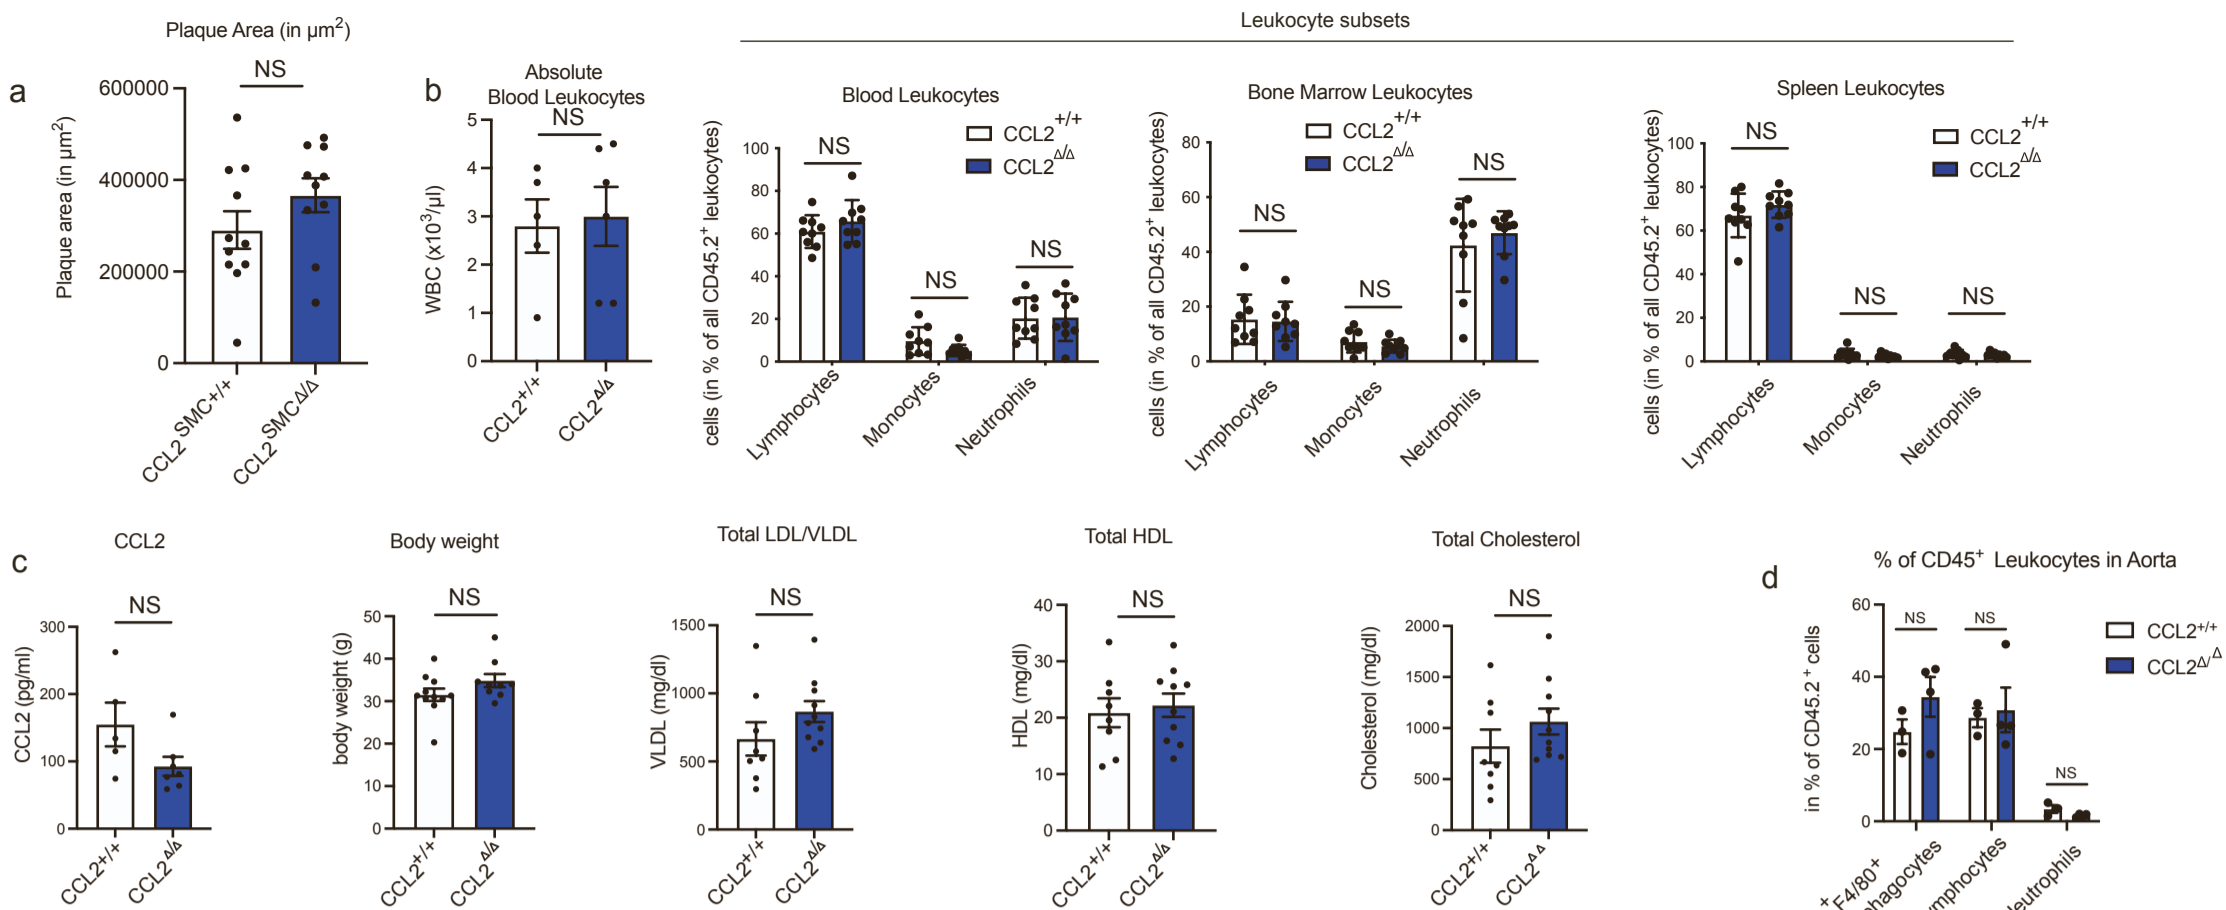 Leukocyte subsets
a
Plaque Area (in µm²)
NS
Plaque area (in µm²)
600000
400000
200000
0
CCL2 SMC+/+
CCL2 SMCΔ/Δ
b
Absolute
Blood Leukocytes
NS
WBC (x10³/µl)
5
4
3
2
1
0
CCL2+/+
CCL2Δ/Δ
Blood Leukocytes
CCL2+/+
CCL2Δ/Δ
cells (in % of all CD45.2⁺ leukocytes)
100
80
60
40
20
0
NS
NS
NS
Lymphocytes
Monocytes
Neutrophils
Bone Marrow Leukocytes
CCL2+/+
CCL2Δ/Δ
cells (in % of all CD45.2⁺ leukocytes)
80
60
40
20
0
NS
NS
NS
Lymphocytes
Monocytes
Neutrophils
Spleen Leukocytes
CCL2+/+
CCL2Δ/Δ
cells (in % of all CD45.2⁺ leukocytes)
100
80
60
40
20
0
NS
NS
NS
Lymphocytes
Monocytes
Neutrophils
c
CCL2
NS
CCL2 (pg/ml)
300
200
100
0
CCL2+/+
CCL2Δ/Δ
Body weight
NS
body weight (g)
50
40
30
20
10
0
CCL2+/+
CCL2Δ/Δ
Total LDL/VLDL
NS
VLDL (mg/dl)
1500
1000
500
0
CCL2+/+
CCL2Δ/Δ
Total HDL
NS
HDL (mg/dl)
40
30
20
10
0
CCL2+/+
CCL2Δ/Δ
Total Cholesterol
NS
Cholesterol (mg/dl)
2000
1500
1000
500
0
CCL2+/+
CCL2ΔΔ
d
% of CD45⁺ Leukocytes in Aorta
CCL2+/+
CCL2Δ/Δ
in % of CD45.2⁺ cells
60
40
20
0
NS
NS
NS
⁺F4/80⁺
phagocytes
ymphocytes
eutrophils